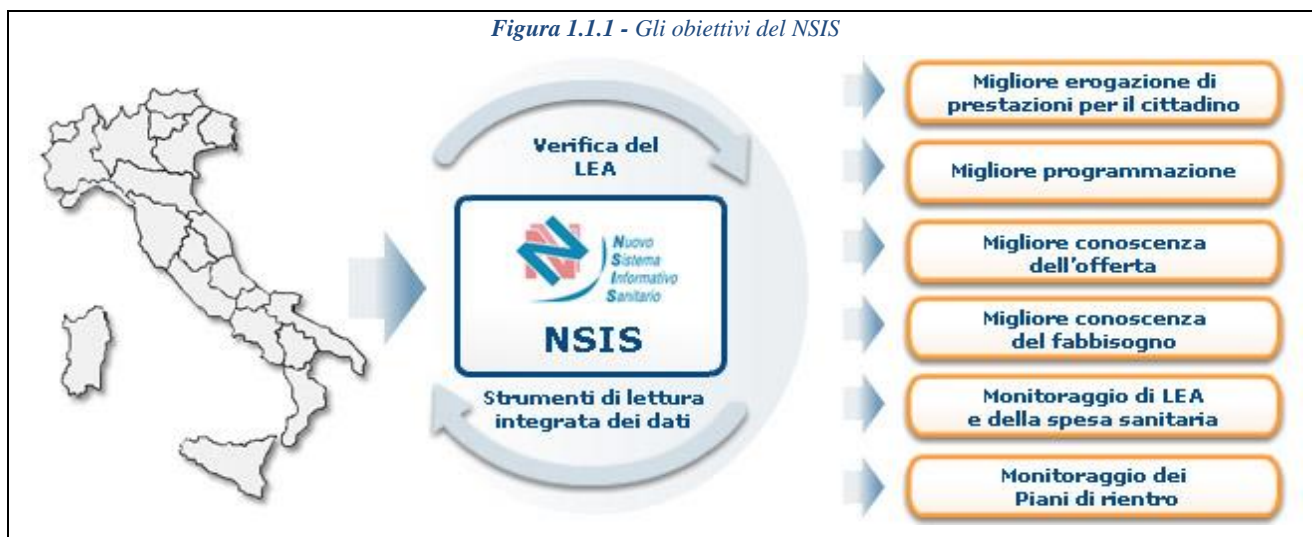 Figura 1.1.1 - Gli obiettivi del NSIS
Verifica del
LEA
Nuovo
Sistema
Informativo
Sanitario
NSIS
Strumenti di lettura
integrata dei dati
Migliore erogazione di
prestazioni per il cittadino
Migliore programmazione
Migliore conoscenza
dell'offerta
Migliore conoscenza
del fabbisogno
Monitoraggio di LEA
e della spesa sanitaria
Monitoraggio dei
Piani di rientro